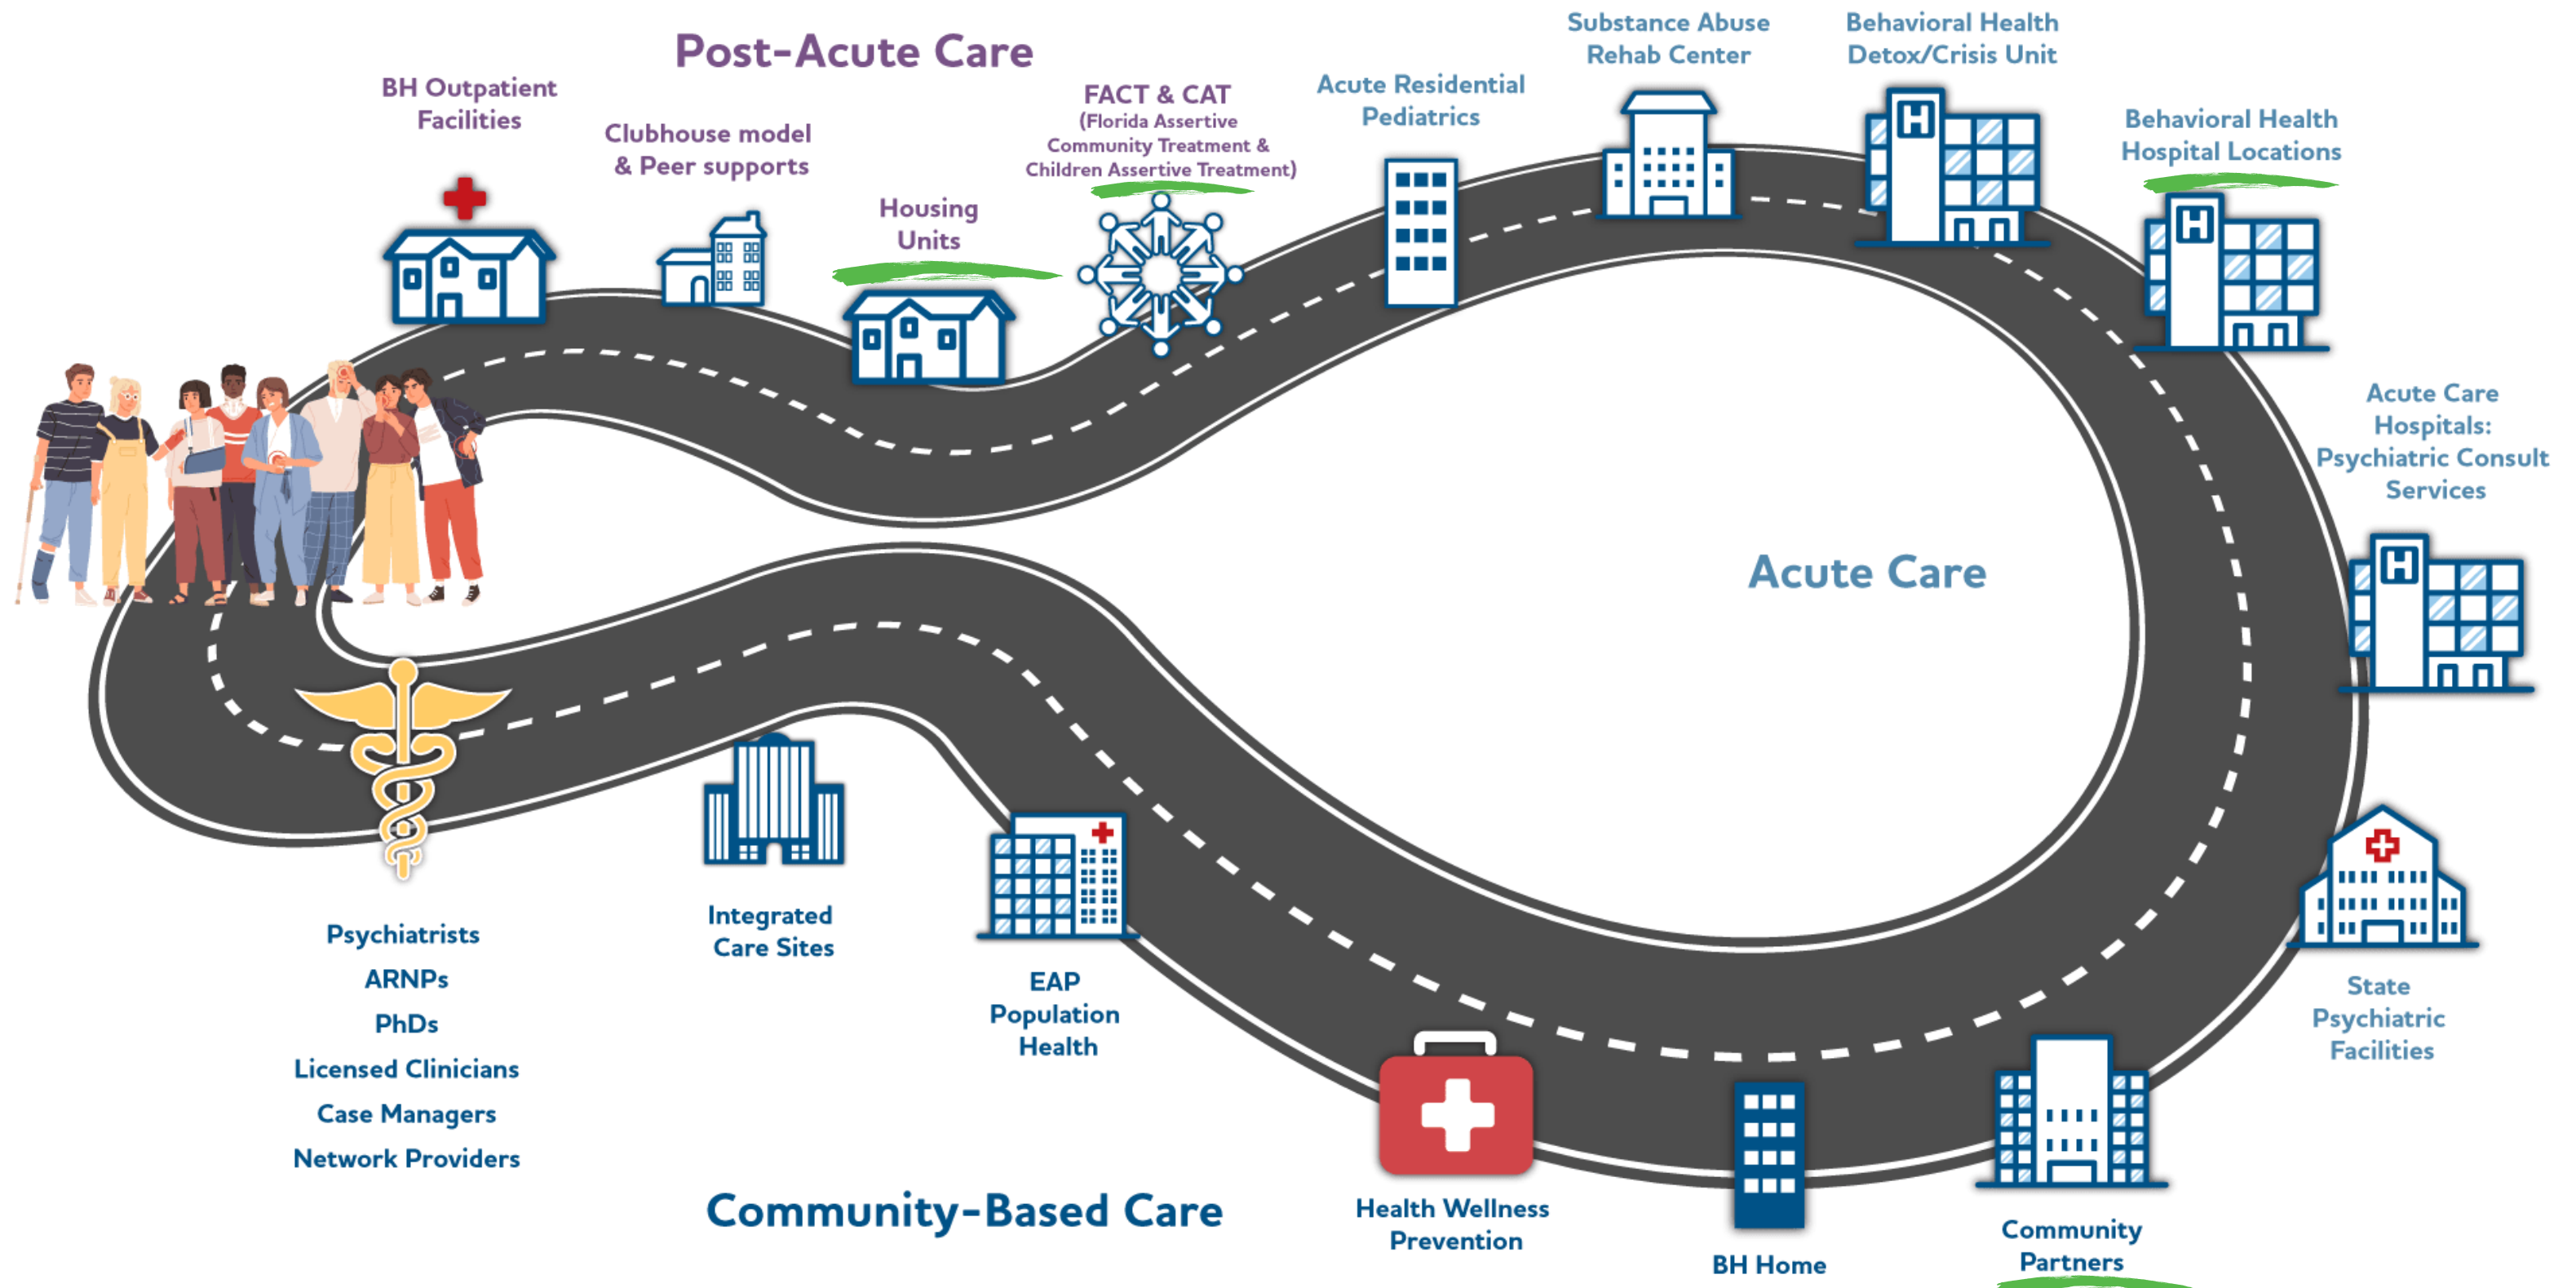 Post-Acute Care
BH Outpatient
Facilities
Clubhouse model
& Peer supports
Housing
Units
FACT & CAT
(Florida Assertive
Community Treatment &
Children Assertive Treatment)
Acute Residential
Pediatrics
Substance Abuse
Rehab Center
Behavioral Health
Detox/Crisis Unit
H
Behavioral Health
Hospital Locations
H
Acute Care
Hospitals:
Psychiatric Consult
Services
H
Acute Care
State
Psychiatric
Facilities
Psychiatrists
ARNPs
PhDs
Licensed Clinicians
Case Managers
Network Providers
Integrated
Care Sites
EAP
Population
Health
Community-Based Care
Health Wellness
Prevention
BH Home
Community
Partners